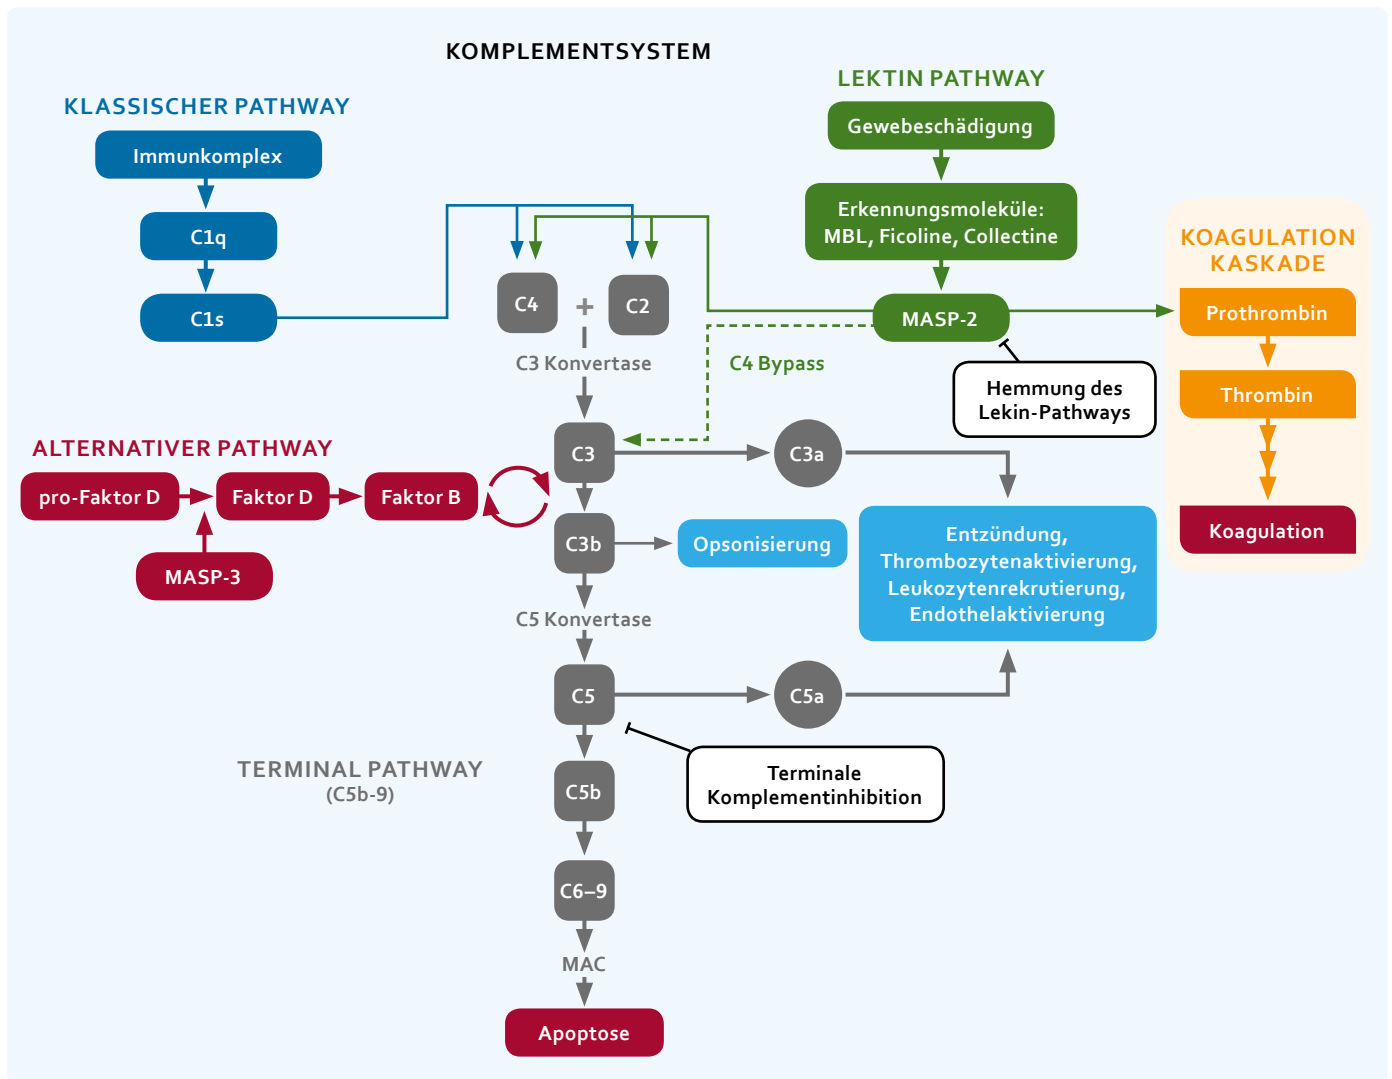 KOMPLEMENTSYSTEM
KLASSISCHER PATHWAY
Immunkomplex
C1q
C1s
LEKTIN PATHWAY
Gewebeschädigung
Erkennungsmoleküle:
MBL, Ficoline, Collectine
MASP-2
C4 Bypass
Hemmung des
Lekin-Pathways
KOAGULATION
KASKADE
Prothrombin
Thrombin
Koagulation
C4
+
C2
C3 Konvertase
ALTERNATIVER PATHWAY
pro-Faktor D
Faktor D
Faktor B
MASP-3
C3
C3a
C3b
Opsonisierung
Entzündung,
Thrombozytenaktivierung,
Leukozytenrekrutierung,
Endothelaktivierung
C5 Konvertase
C5
C5a
Terminale
Komplementinhibition
TERMINAL PATHWAY
(C5b-9)
C5b
C6–9
MAC
Apoptose